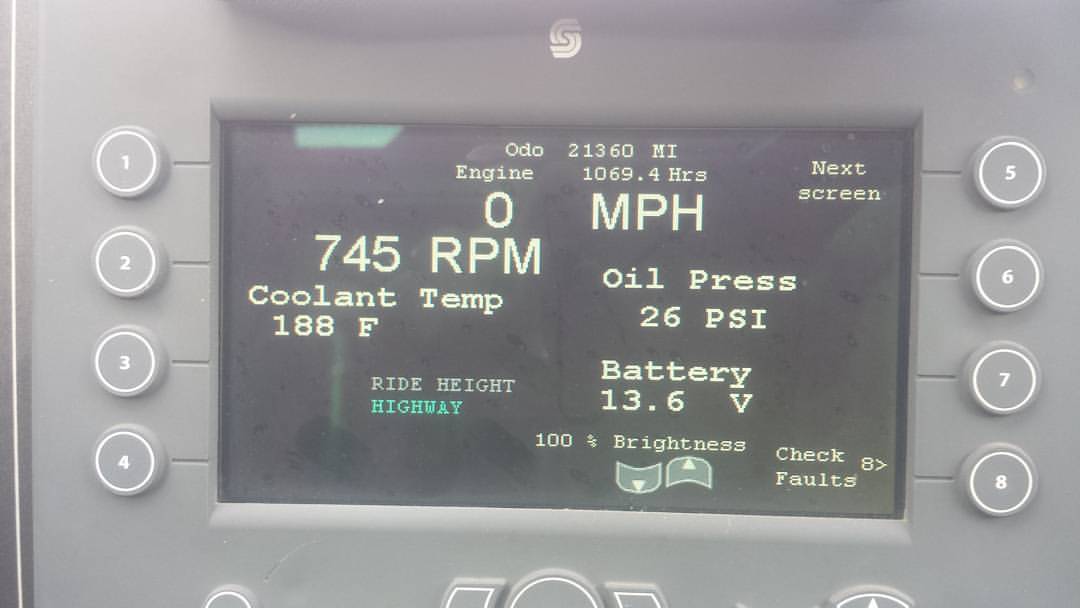 1
2
3
4
Odo 21360 MI
Engine 1069.4 Hrs
0 MPH
745 RPM
Coolant Temp
188 F
Oil Press
26 PSI
RIDE HEIGHT
HIGHWAY
Battery
13.6 V
100 % Brightness
Next
screen
Check
Faults 8>
5
6
7
8